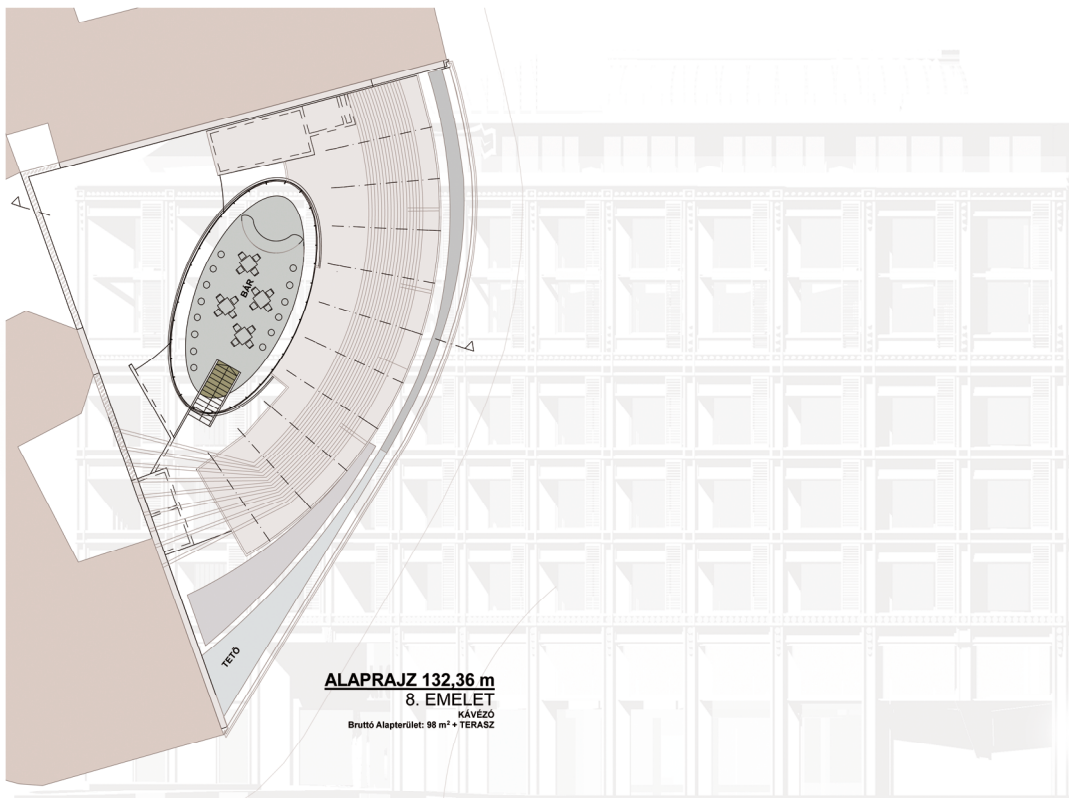 BÁR
TETŐ
ALAPRAJZ 132,36 m
8. EMELET
KÁVÉZÓ
Bruttó Alapterület: 98 m² + TERASZ